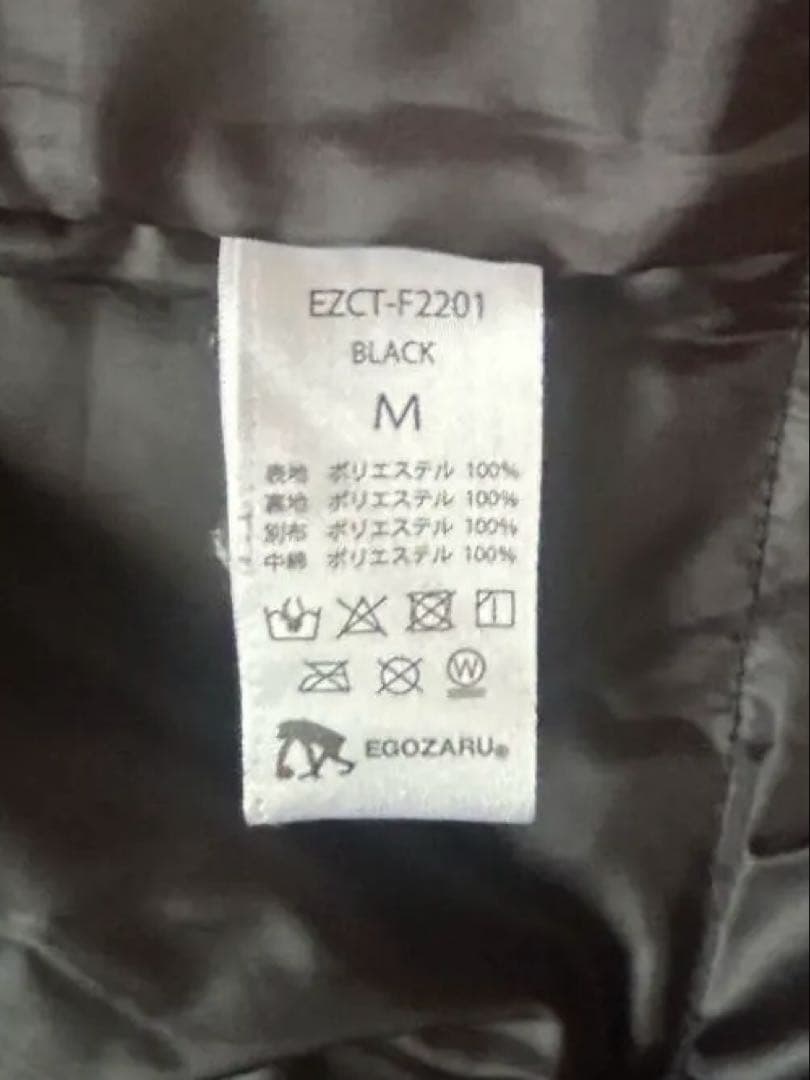 EZCT-F2201
BLACK
M
表地 ポリエステル 100%
裏地 ポリエステル 100%
別布 ポリエステル 100%
中綿 ポリエステル 100%
W
EGOZARU®